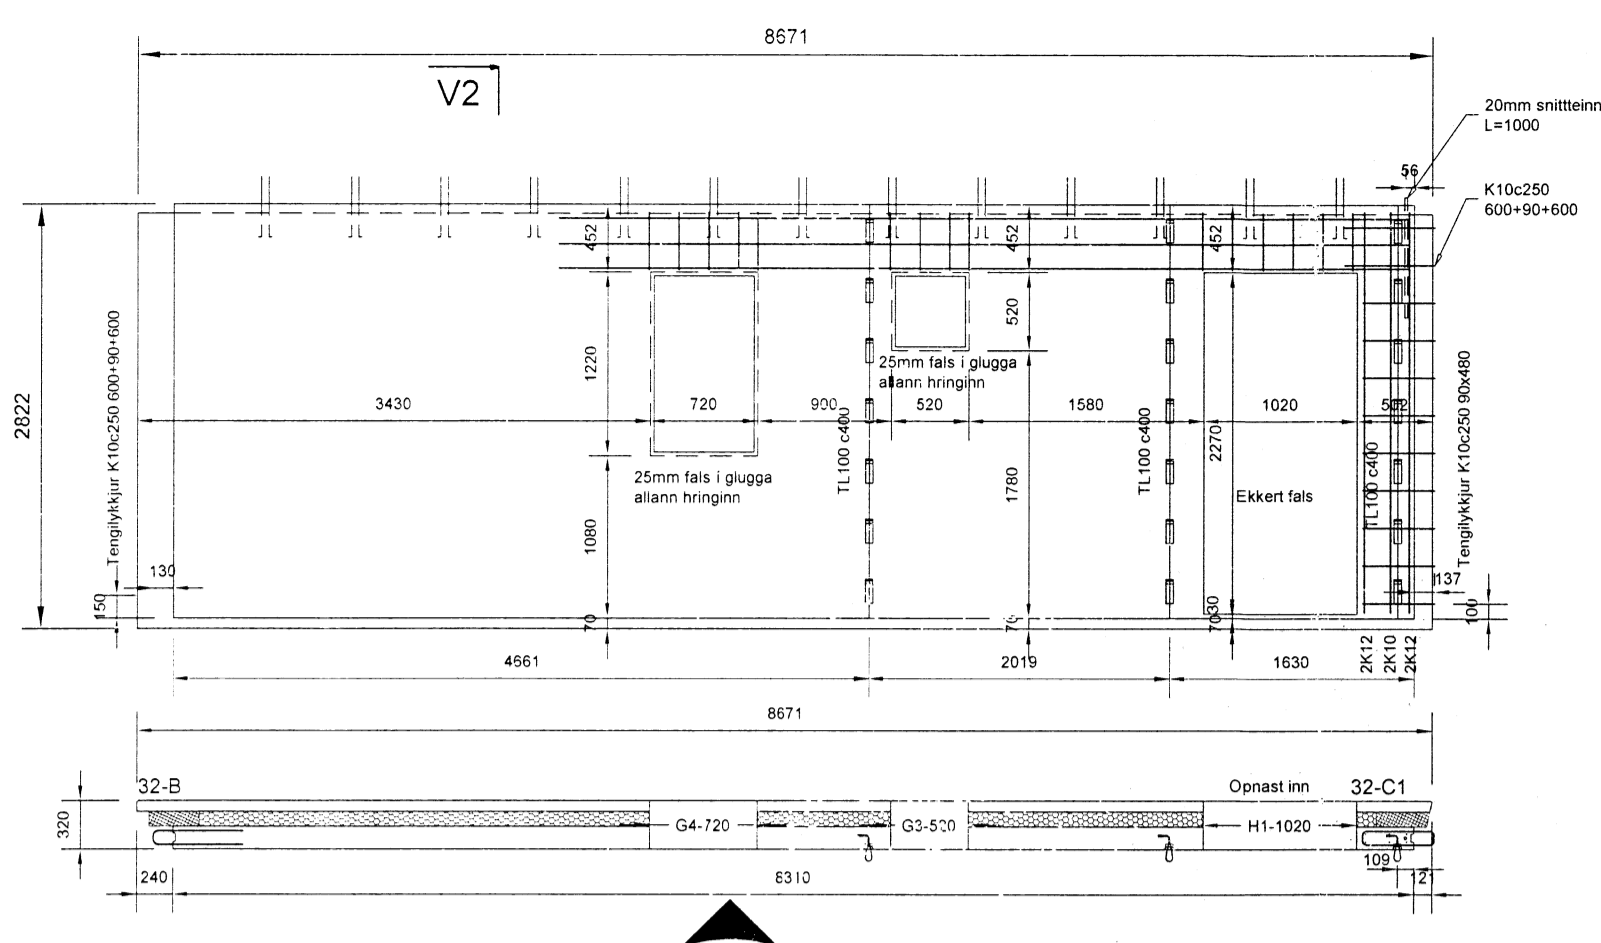 8671
V2
20mm snittteinn
L=1000
56
K10c250
600+90+600
452
452
452
2822
Tengilykkjur K10c250 600+90+600
1220
520
25mm fals i glugga
allann hringinn
3430
720
900
520
1580
1020
502
TL100 c400
TL100 c400
TL100 c400
2270
Tengilykkjur K10c250 90x480
25mm fals i glugga
allann hringinn
1780
Ekkert fals
1080
130
137
150
100
70
70
7030
2K12
2K10
2K12
4661
2019
1630
8671
32-B
Opnast inn
32-C1
320
G4-720
G3-520
H1-1020
109
240
8310
121